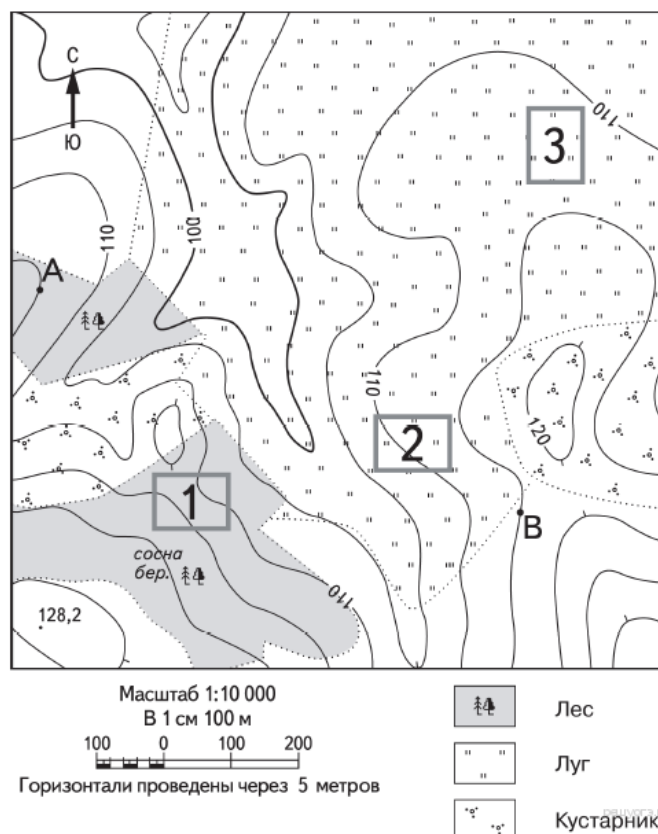 С
Ю
110
3
110
100
А
110
2
120
1
В
сосна
бер.
110
128,2
Масштаб 1:10 000
В 1 см 100 м
100 0 100 200
Горизонтали проведены через 5 метров
Лес
Луг
Кустарник